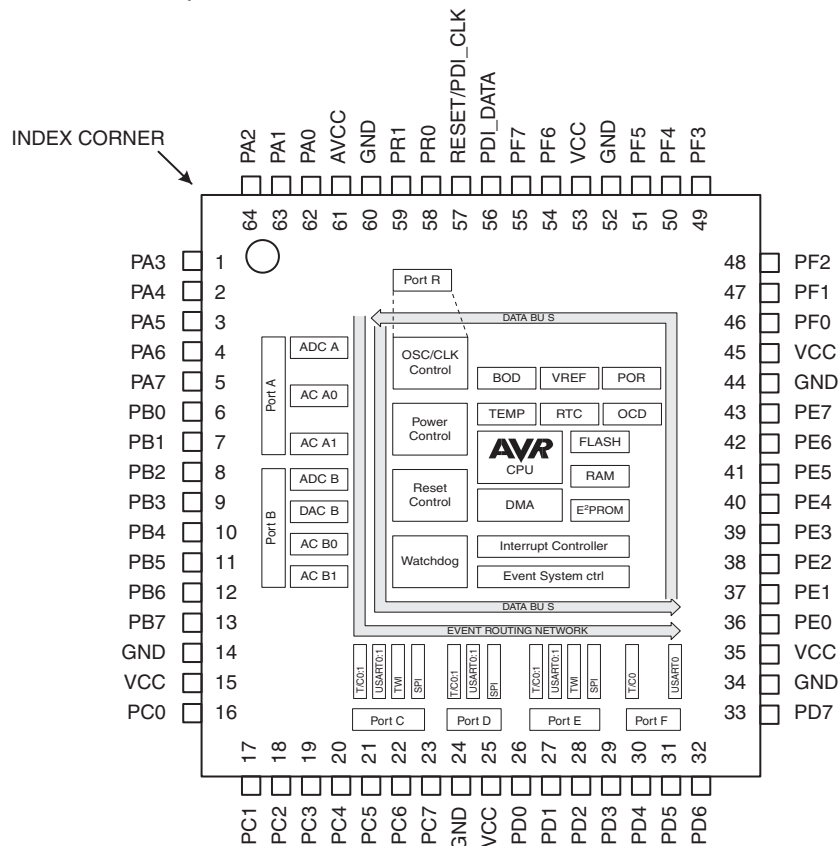 INDEX CORNER
PA2
PA1
PA0
AVCC
GND
PR1
PR0
RESET/PDI_CLK
PDI_DATA
PF7
PF6
VCC
GND
PF5
PF4
PF3
64
63
62
61
60
59
58
57
56
55
54
53
52
51
50
49
PA3 1
PA4 2
PA5 3
PA6 4
PA7 5
PB0 6
PB1 7
PB2 8
PB3 9
PB4 10
PB5 11
PB6 12
PB7 13
GND 14
VCC 15
PC0 16
Port R
DATA BU S
Port A
ADC A
AC A0
AC A1
Port B
ADC B
DAC B
AC B0
AC B1
OSC/CLK
Control
Power
Control
Reset
Control
Watchdog
BOD
VREF
POR
TEMP
RTC
OCD
AVR
CPU
FLASH
RAM
DMA
E²PROM
Interrupt Controller
Event System ctrl
DATA BU S
EVENT ROUTING NETWORK
T/C0:1
USART0:1
TWI
SPI
T/C0:1
USART0:1
SPI
T/C0:1
USART0:1
TWI
SPI
T/C0
USART0
Port C
Port D
Port E
Port F
48 PF2
47 PF1
46 PF0
45 VCC
44 GND
43 PE7
42 PE6
41 PE5
40 PE4
39 PE3
38 PE2
37 PE1
36 PE0
35 VCC
34 GND
33 PD7
17
18
19
20
21
22
23
24
25
26
27
28
29
30
31
32
PC1
PC2
PC3
PC4
PC5
PC6
PC7
GND
VCC
PD0
PD1
PD2
PD3
PD4
PD5
PD6